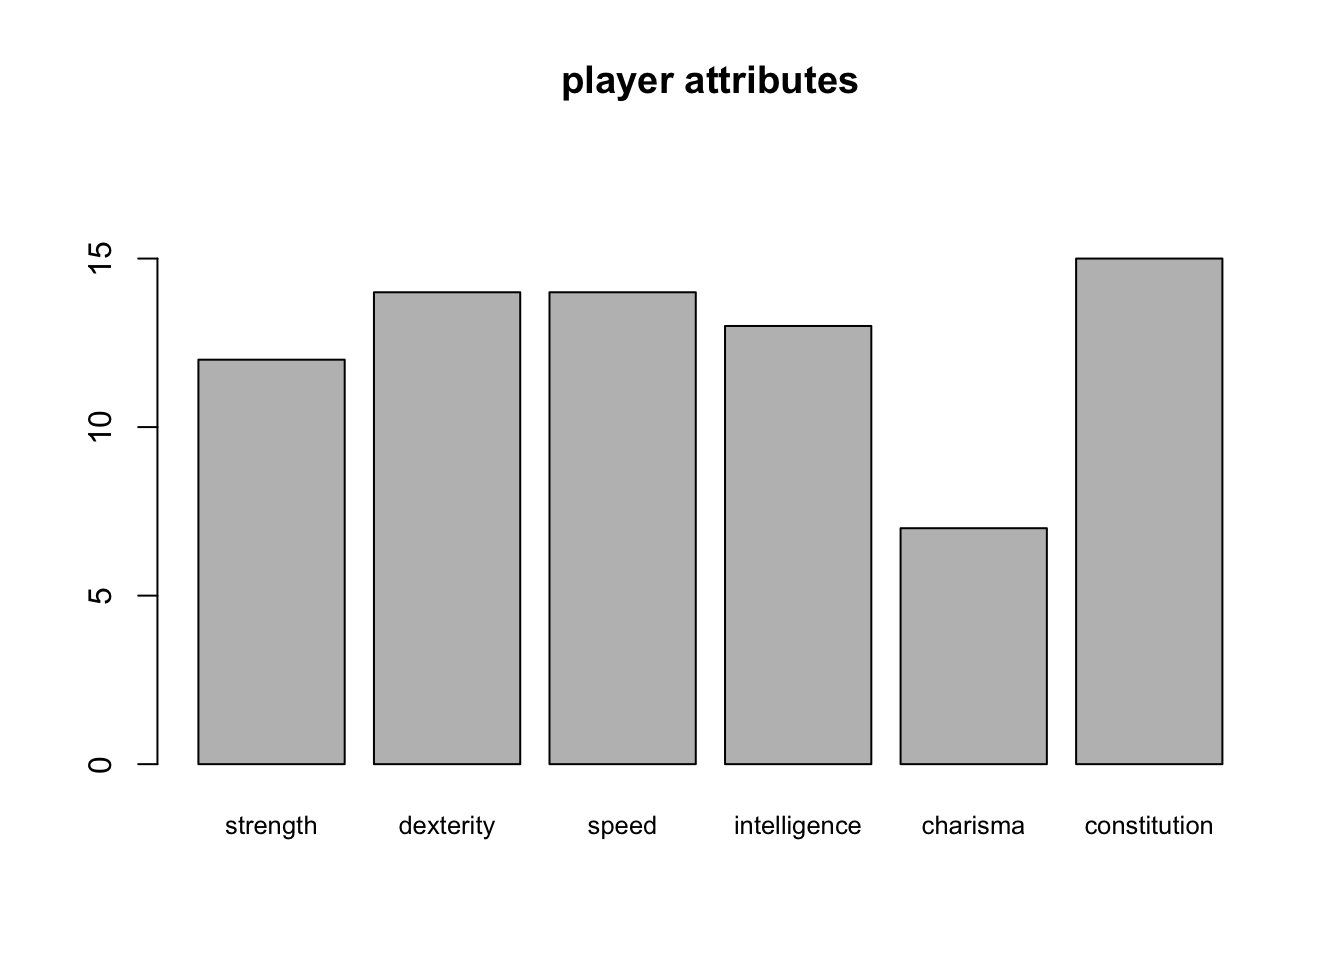 player attributes
15
10
5
0
strength dexterity speed intelligence charisma constitution